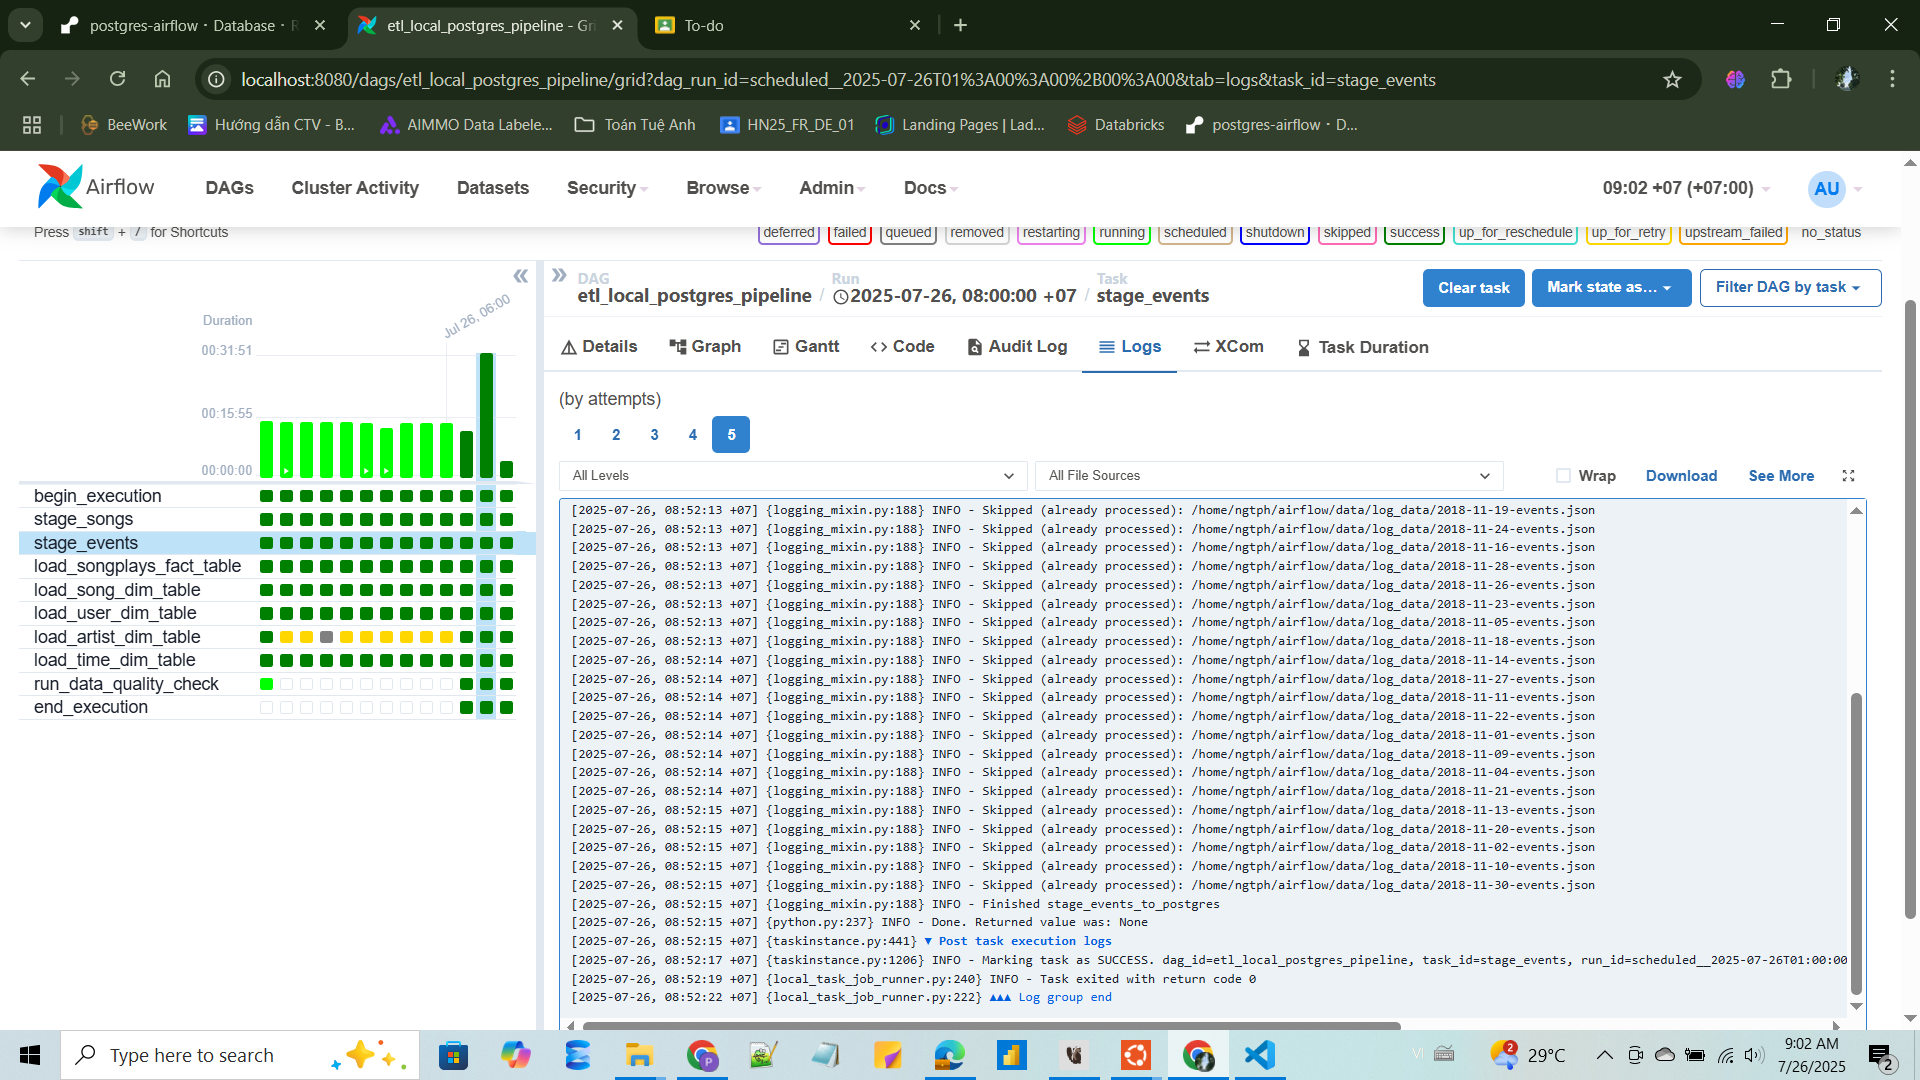 postgres-airflow · Database · R
etl_local_postgres_pipeline - Gri
To-do
localhost:8080/dags/etl_local_postgres_pipeline/grid?dag_run_id=scheduled__2025-07-26T01%3A00%3A00%2B00%3A00&tab=logs&task_id=stage_events
BeeWork
Hướng dẫn CTV - B...
AIMMO Data Labele...
Toán Tuệ Anh
HN25_FR_DE_01
Landing Pages | Lad...
Databricks
postgres-airflow · D...
Airflow
DAGs
Cluster Activity
Datasets
Security
Browse
Admin
Docs
09:02 +07 (+07:00)
AU
Press shift + / for Shortcuts
deferred
failed
queued
removed
restarting
running
scheduled
shutdown
skipped
success
up_for_reschedule
up_for_retry
upstream_failed
no_status
DAG
etl_local_postgres_pipeline
/
Run
2025-07-26, 08:00:00 +07
/
Task
stage_events
Clear task
Mark state as...
Filter DAG by task
Jul 26, 06:00
Duration
00:31:51
00:15:55
00:00:00
begin_execution
stage_songs
stage_events
load_songplays_fact_table
load_song_dim_table
load_user_dim_table
load_artist_dim_table
load_time_dim_table
run_data_quality_check
end_execution
Details
Graph
Gantt
Code
Audit Log
Logs
XCom
Task Duration
(by attempts)
1 2 3 4 5
All Levels
All File Sources
Wrap
Download
See More
[2025-07-26, 08:52:13 +07] {logging_mixin.py:188} INFO - Skipped (already processed): /home/ngtph/airflow/data/log_data/2018-11-19-events.json
[2025-07-26, 08:52:13 +07] {logging_mixin.py:188} INFO - Skipped (already processed): /home/ngtph/airflow/data/log_data/2018-11-24-events.json
[2025-07-26, 08:52:13 +07] {logging_mixin.py:188} INFO - Skipped (already processed): /home/ngtph/airflow/data/log_data/2018-11-16-events.json
[2025-07-26, 08:52:13 +07] {logging_mixin.py:188} INFO - Skipped (already processed): /home/ngtph/airflow/data/log_data/2018-11-28-events.json
[2025-07-26, 08:52:13 +07] {logging_mixin.py:188} INFO - Skipped (already processed): /home/ngtph/airflow/data/log_data/2018-11-26-events.json
[2025-07-26, 08:52:13 +07] {logging_mixin.py:188} INFO - Skipped (already processed): /home/ngtph/airflow/data/log_data/2018-11-23-events.json
[2025-07-26, 08:52:13 +07] {logging_mixin.py:188} INFO - Skipped (already processed): /home/ngtph/airflow/data/log_data/2018-11-05-events.json
[2025-07-26, 08:52:13 +07] {logging_mixin.py:188} INFO - Skipped (already processed): /home/ngtph/airflow/data/log_data/2018-11-18-events.json
[2025-07-26, 08:52:14 +07] {logging_mixin.py:188} INFO - Skipped (already processed): /home/ngtph/airflow/data/log_data/2018-11-14-events.json
[2025-07-26, 08:52:14 +07] {logging_mixin.py:188} INFO - Skipped (already processed): /home/ngtph/airflow/data/log_data/2018-11-27-events.json
[2025-07-26, 08:52:14 +07] {logging_mixin.py:188} INFO - Skipped (already processed): /home/ngtph/airflow/data/log_data/2018-11-11-events.json
[2025-07-26, 08:52:14 +07] {logging_mixin.py:188} INFO - Skipped (already processed): /home/ngtph/airflow/data/log_data/2018-11-22-events.json
[2025-07-26, 08:52:14 +07] {logging_mixin.py:188} INFO - Skipped (already processed): /home/ngtph/airflow/data/log_data/2018-11-01-events.json
[2025-07-26, 08:52:14 +07] {logging_mixin.py:188} INFO - Skipped (already processed): /home/ngtph/airflow/data/log_data/2018-11-09-events.json
[2025-07-26, 08:52:14 +07] {logging_mixin.py:188} INFO - Skipped (already processed): /home/ngtph/airflow/data/log_data/2018-11-04-events.json
[2025-07-26, 08:52:14 +07] {logging_mixin.py:188} INFO - Skipped (already processed): /home/ngtph/airflow/data/log_data/2018-11-21-events.json
[2025-07-26, 08:52:15 +07] {logging_mixin.py:188} INFO - Skipped (already processed): /home/ngtph/airflow/data/log_data/2018-11-13-events.json
[2025-07-26, 08:52:15 +07] {logging_mixin.py:188} INFO - Skipped (already processed): /home/ngtph/airflow/data/log_data/2018-11-20-events.json
[2025-07-26, 08:52:15 +07] {logging_mixin.py:188} INFO - Skipped (already processed): /home/ngtph/airflow/data/log_data/2018-11-02-events.json
[2025-07-26, 08:52:15 +07] {logging_mixin.py:188} INFO - Skipped (already processed): /home/ngtph/airflow/data/log_data/2018-11-10-events.json
[2025-07-26, 08:52:15 +07] {logging_mixin.py:188} INFO - Skipped (already processed): /home/ngtph/airflow/data/log_data/2018-11-30-events.json
[2025-07-26, 08:52:15 +07] {logging_mixin.py:188} INFO - Finished stage_events_to_postgres
[2025-07-26, 08:52:15 +07] {python.py:237} INFO - Done. Returned value was: None
[2025-07-26, 08:52:15 +07] {taskinstance.py:441} ▼ Post task execution logs
[2025-07-26, 08:52:17 +07] {taskinstance.py:1206} INFO - Marking task as SUCCESS. dag_id=etl_local_postgres_pipeline, task_id=stage_events, run_id=scheduled__2025-07-26T01:00:00
[2025-07-26, 08:52:19 +07] {local_task_job_runner.py:240} INFO - Task exited with return code 0
[2025-07-26, 08:52:22 +07] {local_task_job_runner.py:222} ▲▲▲ Log group end
Type here to search
P
VI
2
29°C
9:02 AM
7/26/2025
2